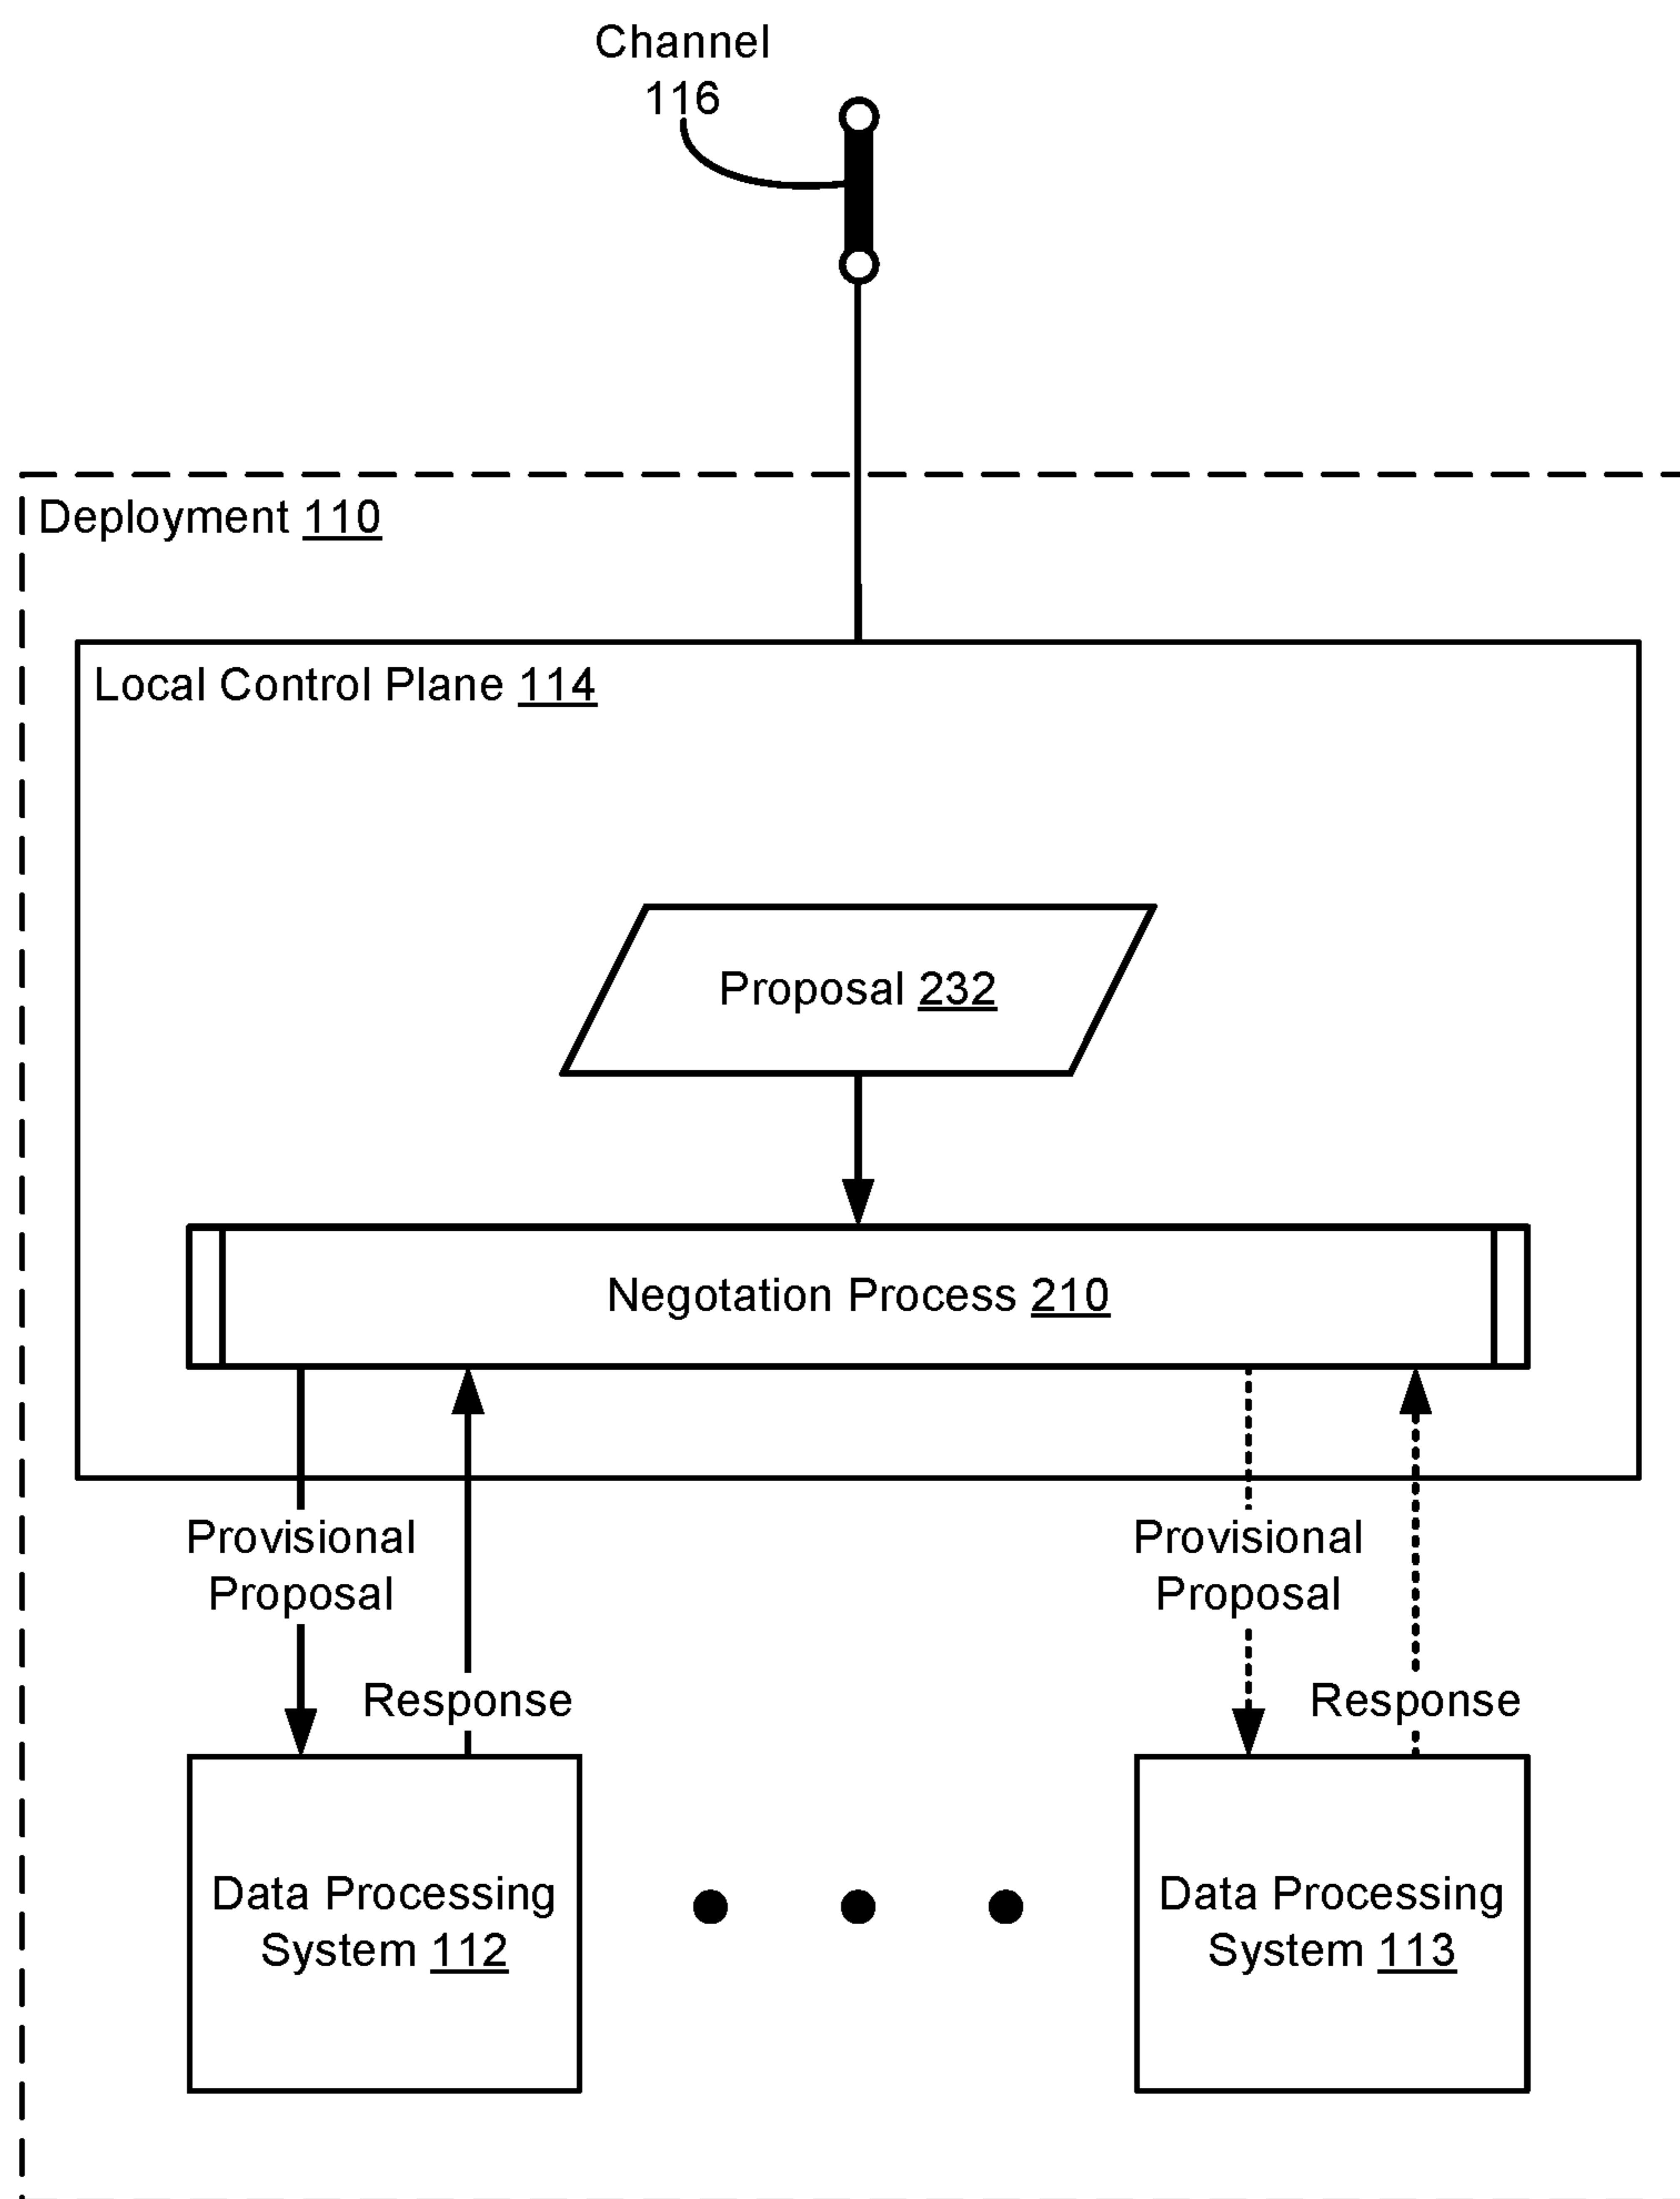 Channel
116
Deployment 110
Local Control Plane 114
Proposal 232
Negotation Process 210
Provisional
Proposal
Response
Provisional
Proposal
Response
Data Processing
System 112
Data Processing
System 113